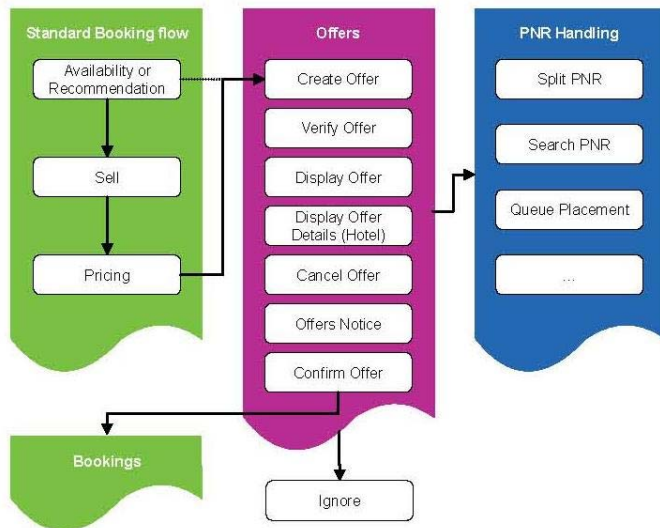 Standard Booking flow
Availability or
Recommendation
Sell
Pricing
Offers
Create Offer
Verify Offer
Display Offer
Display Offer
Details (Hotel)
Cancel Offer
Offers Notice
Confirm Offer
PNR Handling
Split PNR
Search PNR
Queue Placement
...
Bookings
Ignore